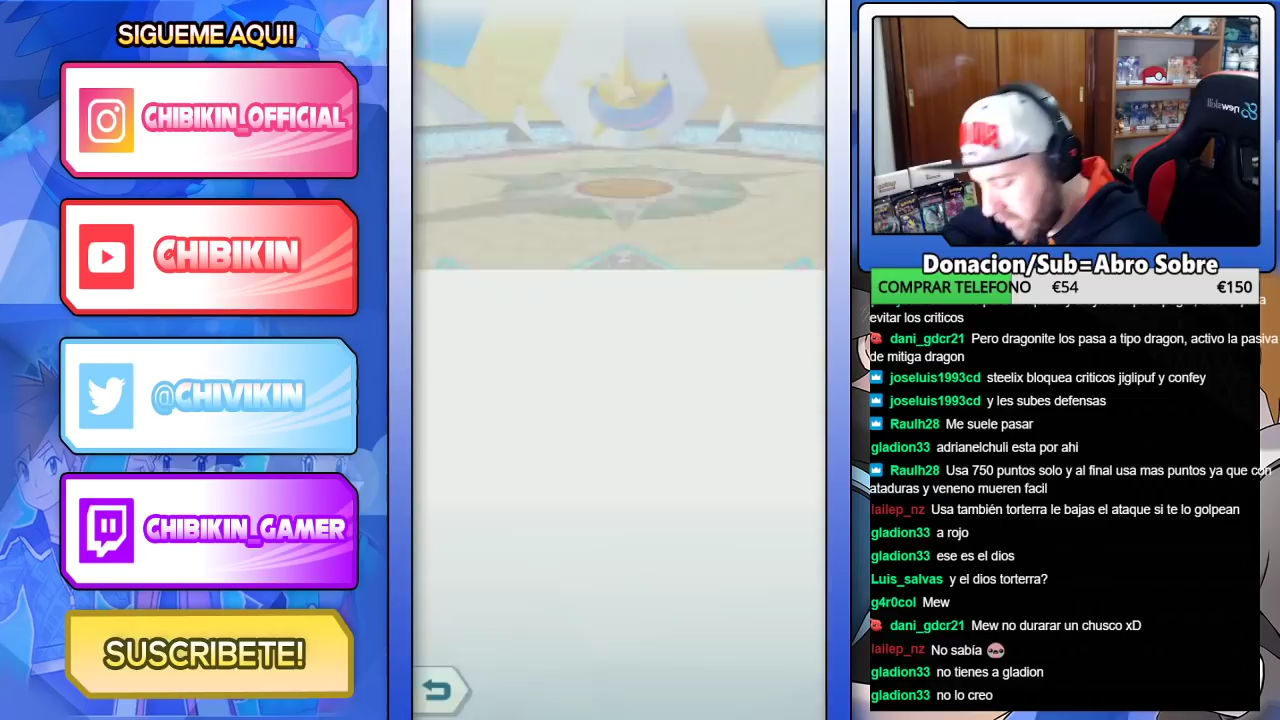 SIGUEME AQUI!
CHIBIKIN_OFFICIAL
CHIBIKIN
@CHIVIKIN
CHIBIKIN_GAMER
SUSCRIBETE!
newskill
Donacion/Sub=Abro Sobre
COMPRAR TELEFONO €54 €150
evitar los criticos
dani_gdcr21 Pero dragonite los pasa a tipo dragon, activo la pasiva
de mitiga dragon
joseluis1993cd steelix bloquea criticos jiglipuf y confey
joseluis1993cd y les subes defensas
Raulh28 Me suele pasar
gladion33 adrianelchuli esta por ahi
Raulh28 Usa 750 puntos solo y al final usa mas puntos ya que con
ataduras y veneno mueren facil
lailep_nz Usa también torterra le bajas el ataque si te lo golpean
gladion33 a rojo
gladion33 ese es el dios
Luis_salvas y el dios torterra?
g4r0col Mew
dani_gdcr21 Mew no durarar un chusco xD
lailep_nz No sabía
gladion33 no tienes a gladion
gladion33 no lo creo